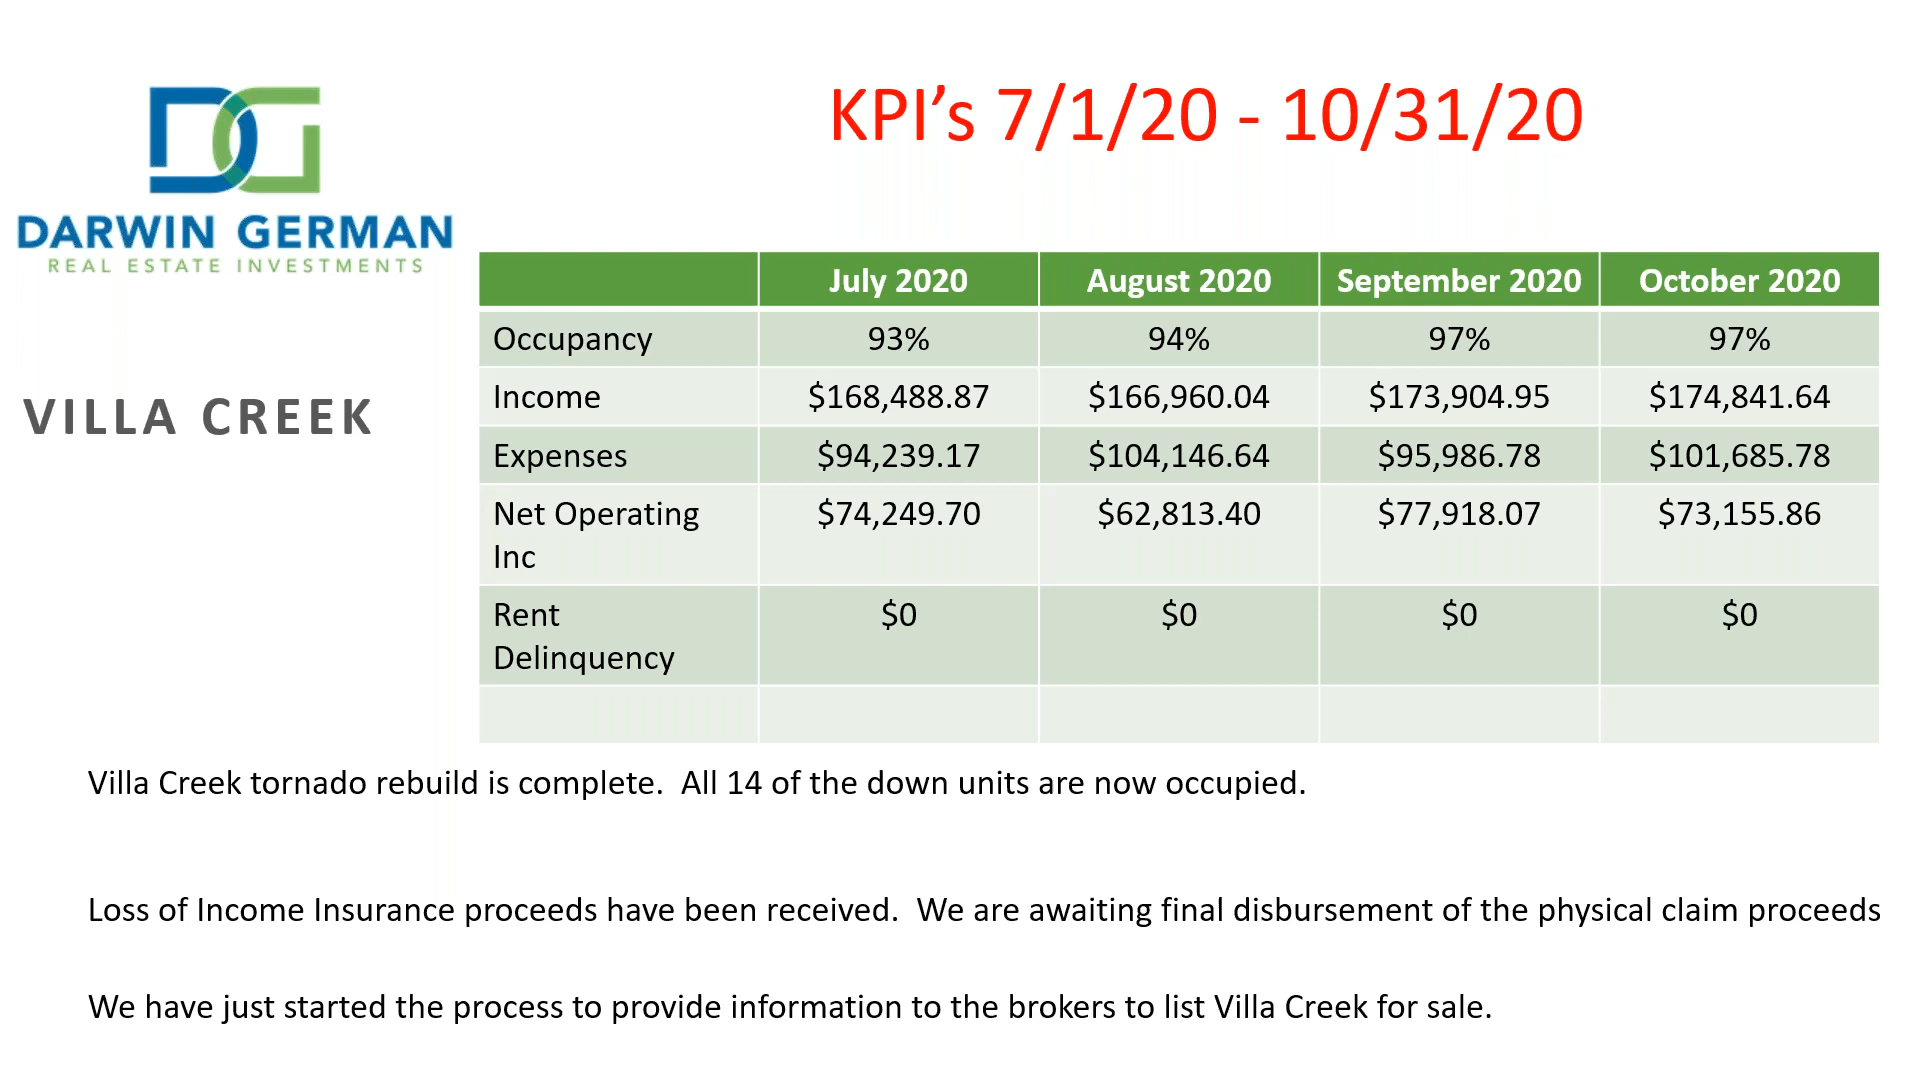 KPI’s 7/1/20 - 10/31/20
DG
DARWIN GERMAN
REAL ESTATE INVESTMENTS
VILLA CREEK
July 2020 August 2020 September 2020 October 2020
Occupancy 93% 94% 97% 97%
Income $168,488.87 $166,960.04 $173,904.95 $174,841.64
Expenses $94,239.17 $104,146.64 $95,986.78 $101,685.78
Net Operating $74,249.70 $62,813.40 $77,918.07 $73,155.86
Inc
Rent $0 $0 $0 $0
Delinquency
Villa Creek tornado rebuild is complete.  All 14 of the down units are now occupied.
Loss of Income Insurance proceeds have been received.  We are awaiting final disbursement of the physical claim proceeds
We have just started the process to provide information to the brokers to list Villa Creek for sale.